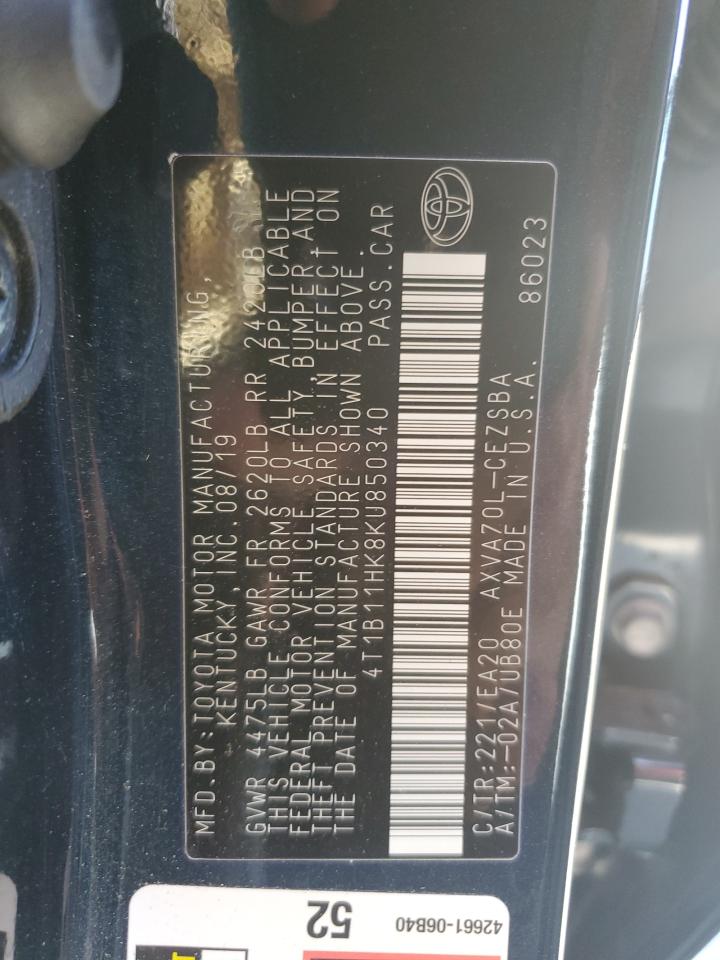 MFD.BY:TOYOTA MOTOR MANUFACTURING,
KENTUCKY, INC. 08/19
GVWR 4475LB GAWR FR 2620LB RR 2420LB
THIS VEHICLE CONFORMS TO ALL APPLICABLE
FEDERAL MOTOR VEHICLE SAFETY, BUMPER, AND
THEFT PREVENTION STANDARDS IN EFFECT ON
THE DATE OF MANUFACTURE SHOWN ABOVE.
4T1B11HK8KU850340 PASS.CAR
C/TR:221/EA20 AXVA70L-CEZSBA 86023
A/TM:-02A/UB80E MADE IN U.S.A.
42661-06B40
52